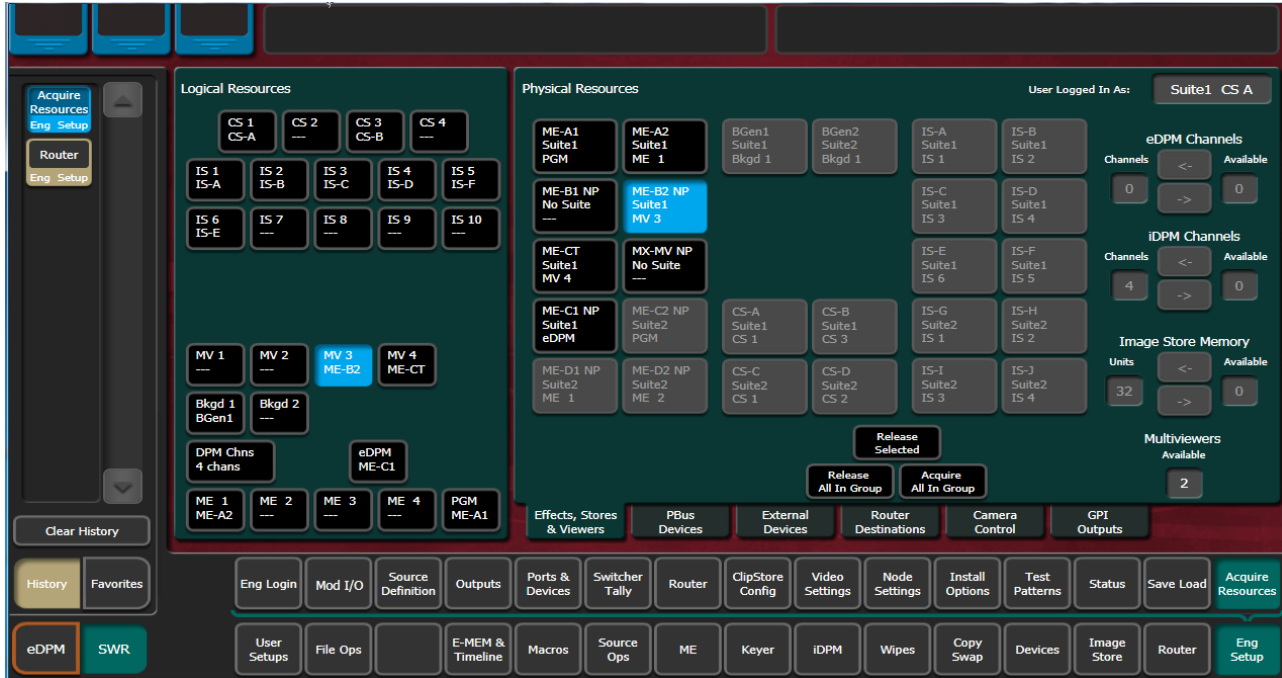 Acquire
Resources
Eng Setup
Router
Eng Setup
Clear History
History
Favorites
eDPM
SWR
Logical Resources
CS 1
CS-A
CS 2
---
CS 3
CS-B
CS 4
---
IS 1
IS-A
IS 2
IS-B
IS 3
IS-C
IS 4
IS-D
IS 5
IS-F
IS 6
IS-E
IS 7
---
IS 8
---
IS 9
---
IS 10
---
MV 1
---
MV 2
---
MV 3
ME-B2
MV 4
ME-CT
Bkgd 1
BGen1
Bkgd 2
---
DPM Chns
4 chans
eDPM
ME-C1
ME 1
ME-A2
ME 2
---
ME 3
---
ME 4
---
PGM
ME-A1
Physical Resources
User Logged In As:
Suite1 CS A
ME-A1
Suite1
PGM
ME-A2
Suite1
ME 1
BGen1
Suite1
Bkgd 1
BGen2
Suite2
Bkgd 1
IS-A
Suite1
IS 1
IS-B
Suite1
IS 2
ME-B1 NP
No Suite
---
ME-B2 NP
Suite1
MV 3
IS-C
Suite1
IS 3
IS-D
Suite1
IS 4
ME-CT
Suite1
MV 4
MX-MV NP
No Suite
---
IS-E
Suite1
IS 6
IS-F
Suite1
IS 5
ME-C1 NP
Suite1
eDPM
ME-C2 NP
Suite2
PGM
CS-A
Suite1
CS 1
CS-B
Suite1
CS 3
IS-G
Suite2
IS 1
IS-H
Suite2
IS 2
ME-D1 NP
Suite2
ME 1
ME-D2 NP
Suite2
ME 2
CS-C
Suite2
CS 1
CS-D
Suite2
CS 2
IS-I
Suite2
IS 3
IS-J
Suite2
IS 4
eDPM Channels
Channels
<-
Available
0
->
0
iDPM Channels
Channels
<-
Available
4
->
0
Image Store Memory
Units
<-
Available
32
->
0
Multiviewers
Available
2
Release
Selected
Release
All In Group
Acquire
All In Group
Effects, Stores
& Viewers
PBus
Devices
External
Devices
Router
Destinations
Camera
Control
GPI
Outputs
Eng Login
Mod I/O
Source
Definition
Outputs
Ports &
Devices
Switcher
Tally
Router
ClipStore
Config
Video
Settings
Node
Settings
Install
Options
Test
Patterns
Status
Save Load
Acquire
Resources
User
Setups
File Ops
E-MEM &
Timeline
Macros
Source
Ops
ME
Keyer
iDPM
Wipes
Copy
Swap
Devices
Image
Store
Router
Eng
Setup